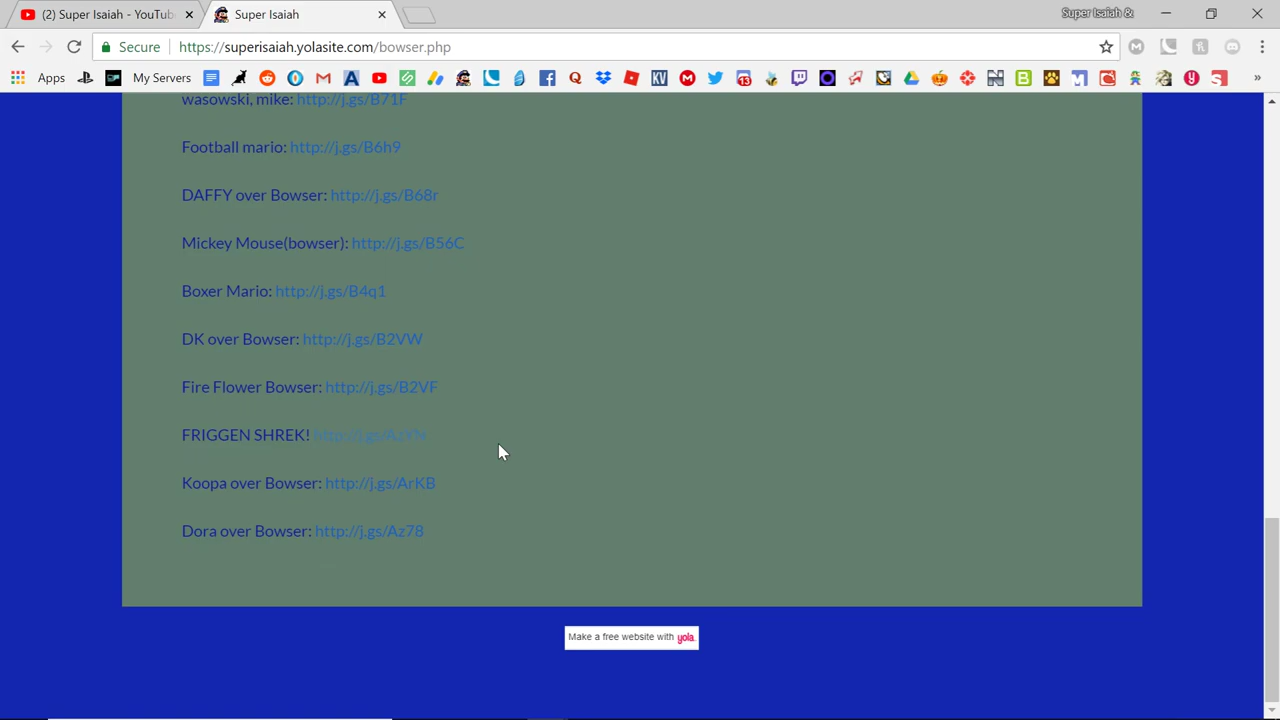 (2) Super Isaiah - YouTub
Super Isaiah
Super Isaiah &
Secure
https://superisaiah.yolasite.com/bowser.php
Apps
My Servers
KV
13
wasowski, mike: http://j.gs/B71F
Football mario: http://j.gs/B6h9
DAFFY over Bowser: http://j.gs/B68r
Mickey Mouse(bowser): http://j.gs/B56C
Boxer Mario: http://j.gs/B4q1
DK over Bowser: http://j.gs/B2VW
Fire Flower Bowser: http://j.gs/B2VF
FRIGGEN SHREK!
Koopa over Bowser: http://j.gs/ArKB
Dora over Bowser: http://j.gs/Az78
Make a free website with yola.